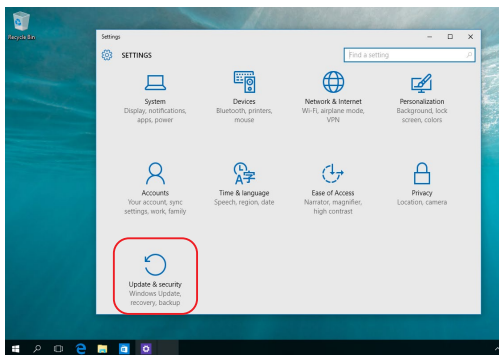 Recycle Bin
Settings
SETTINGS
Find a setting
System
Display, notifications,
apps, power
Devices
Bluetooth, printers,
mouse
Network & Internet
Wi-Fi, airplane mode,
VPN
Personalization
Background, lock
screen, colors
Accounts
Your account, sync
settings, work, family
Time & language
Speech, region, date
Ease of Access
Narrator, magnifier,
high contrast
Privacy
Location, camera
Update & security
Windows Update,
recovery, backup